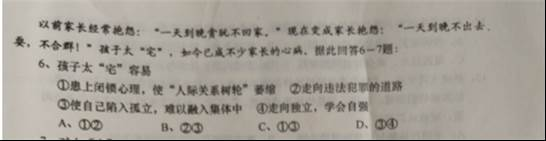 以前家长经常抱怨：“一天到晚贪玩不回家。”现在变成家长抱怨：“一天到晚不出去、
耍，不合群！”孩子太“宅”，如今已成不少家长的心病。据此回答6-7题：
6、孩子太“宅”容易
①患上闭锁心理，使“人际关系树轮”萎缩 ②走向违法犯罪的道路
③使自己陷入孤立，难以融入集体中 ④走向独立，学会自强
A、①② B、②③ C、①③ D、③④